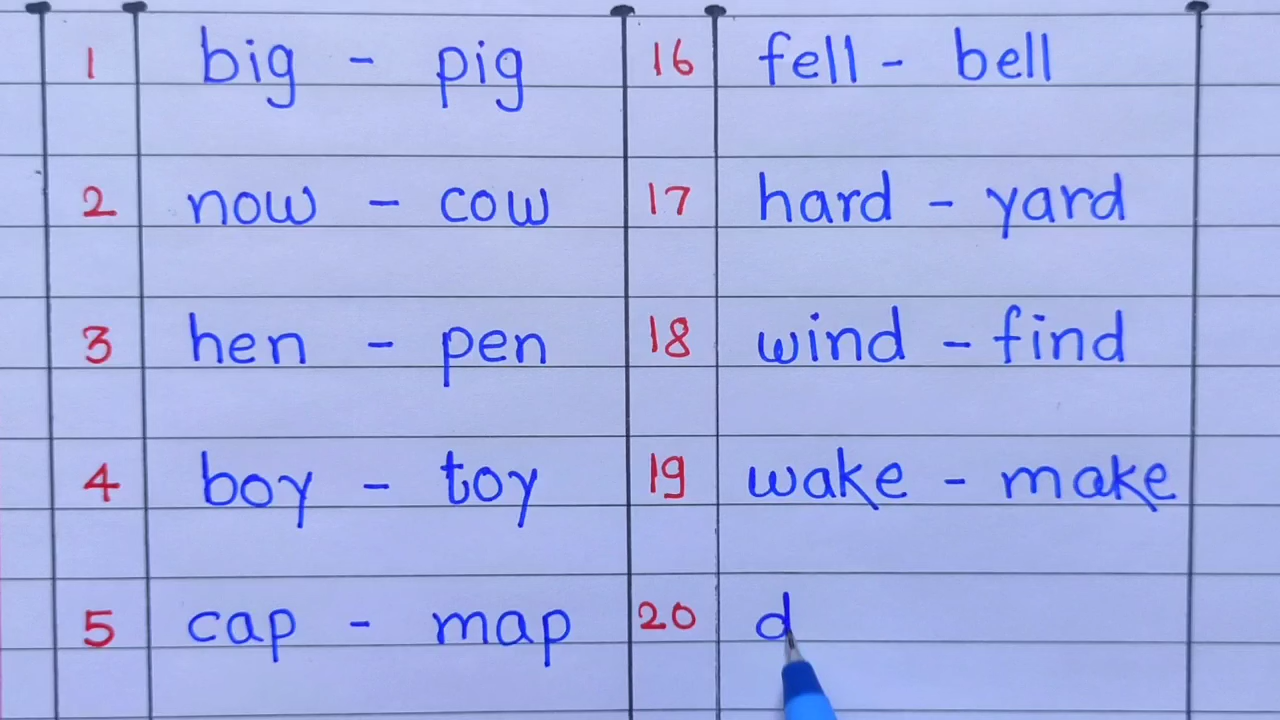 1 big - pig
2 now - cow
3 hen - pen
4 boy - toy
5 cap - map
16 fell - bell
17 hard - yard
18 wind - find
19 wake - make
20 d